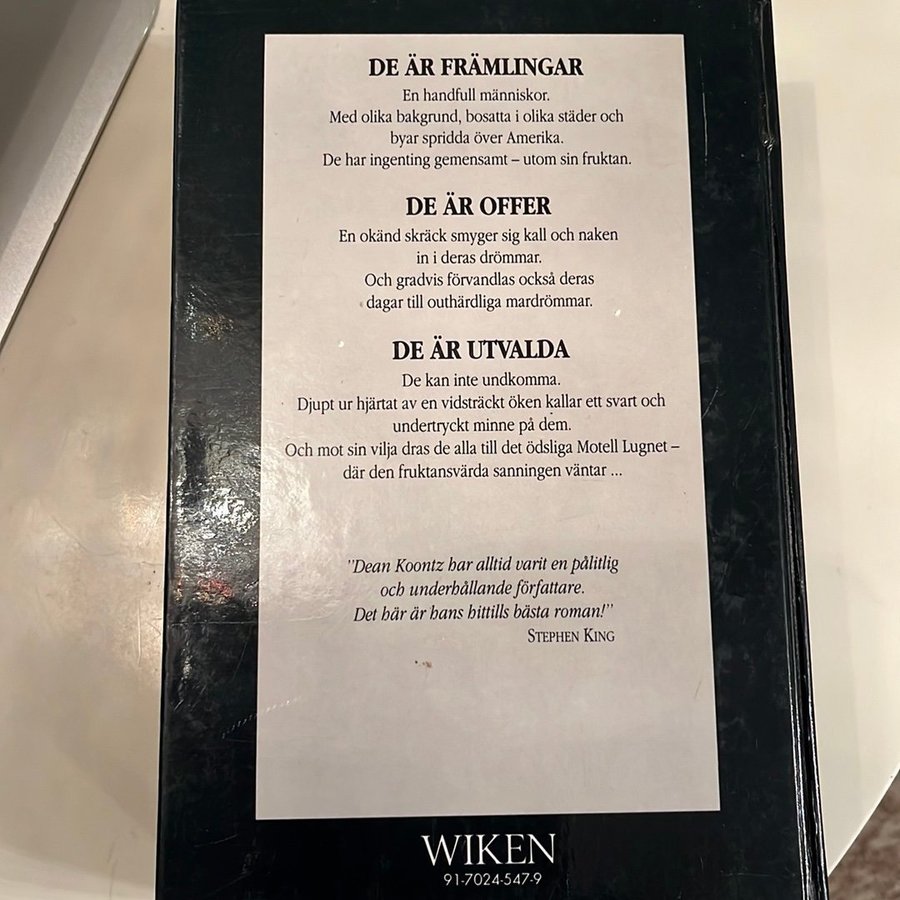 DE ÄR FRÄMLINGAR
En handfull människor.
Med olika bakgrund, bosatta i olika städer och
byar spridda över Amerika.
De har ingenting gemensamt – utom sin fruktan.
DE ÄR OFFER
En okänd skräck smyger sig kall och naken
in i deras drömmar.
Och gradvis förvandlas också deras
dagar till outhärdliga mardrömmar.
DE ÄR UTVALDA
De kan inte undkomma.
Djupt ur hjärtat av en vidsträckt öken kallar ett svart och
undertryckt minne på dem.
Och mot sin vilja dras de alla till det ödsliga Motell Lugnet –
där den fruktansvärda sanningen väntar ...
"Dean Koontz har alltid varit en pålitlig
och underhållande författare.
Det här är hans hittills bästa roman!"
STEPHEN KING
WIKEN
91-7024-547-9